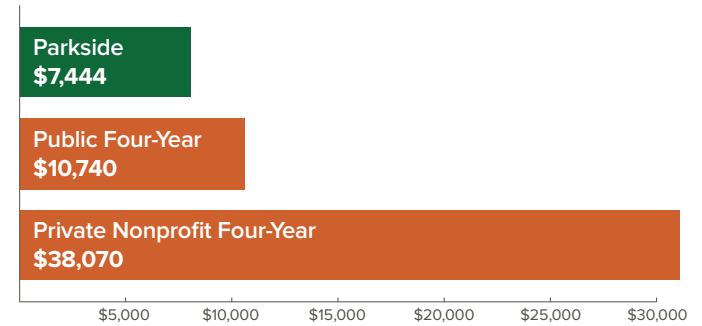 Parkside
$7,444
Public Four-Year
$10,740
Private Nonprofit Four-Year
$38,070
$5,000 $10,000 $15,000 $20,000 $25,000 $30,000